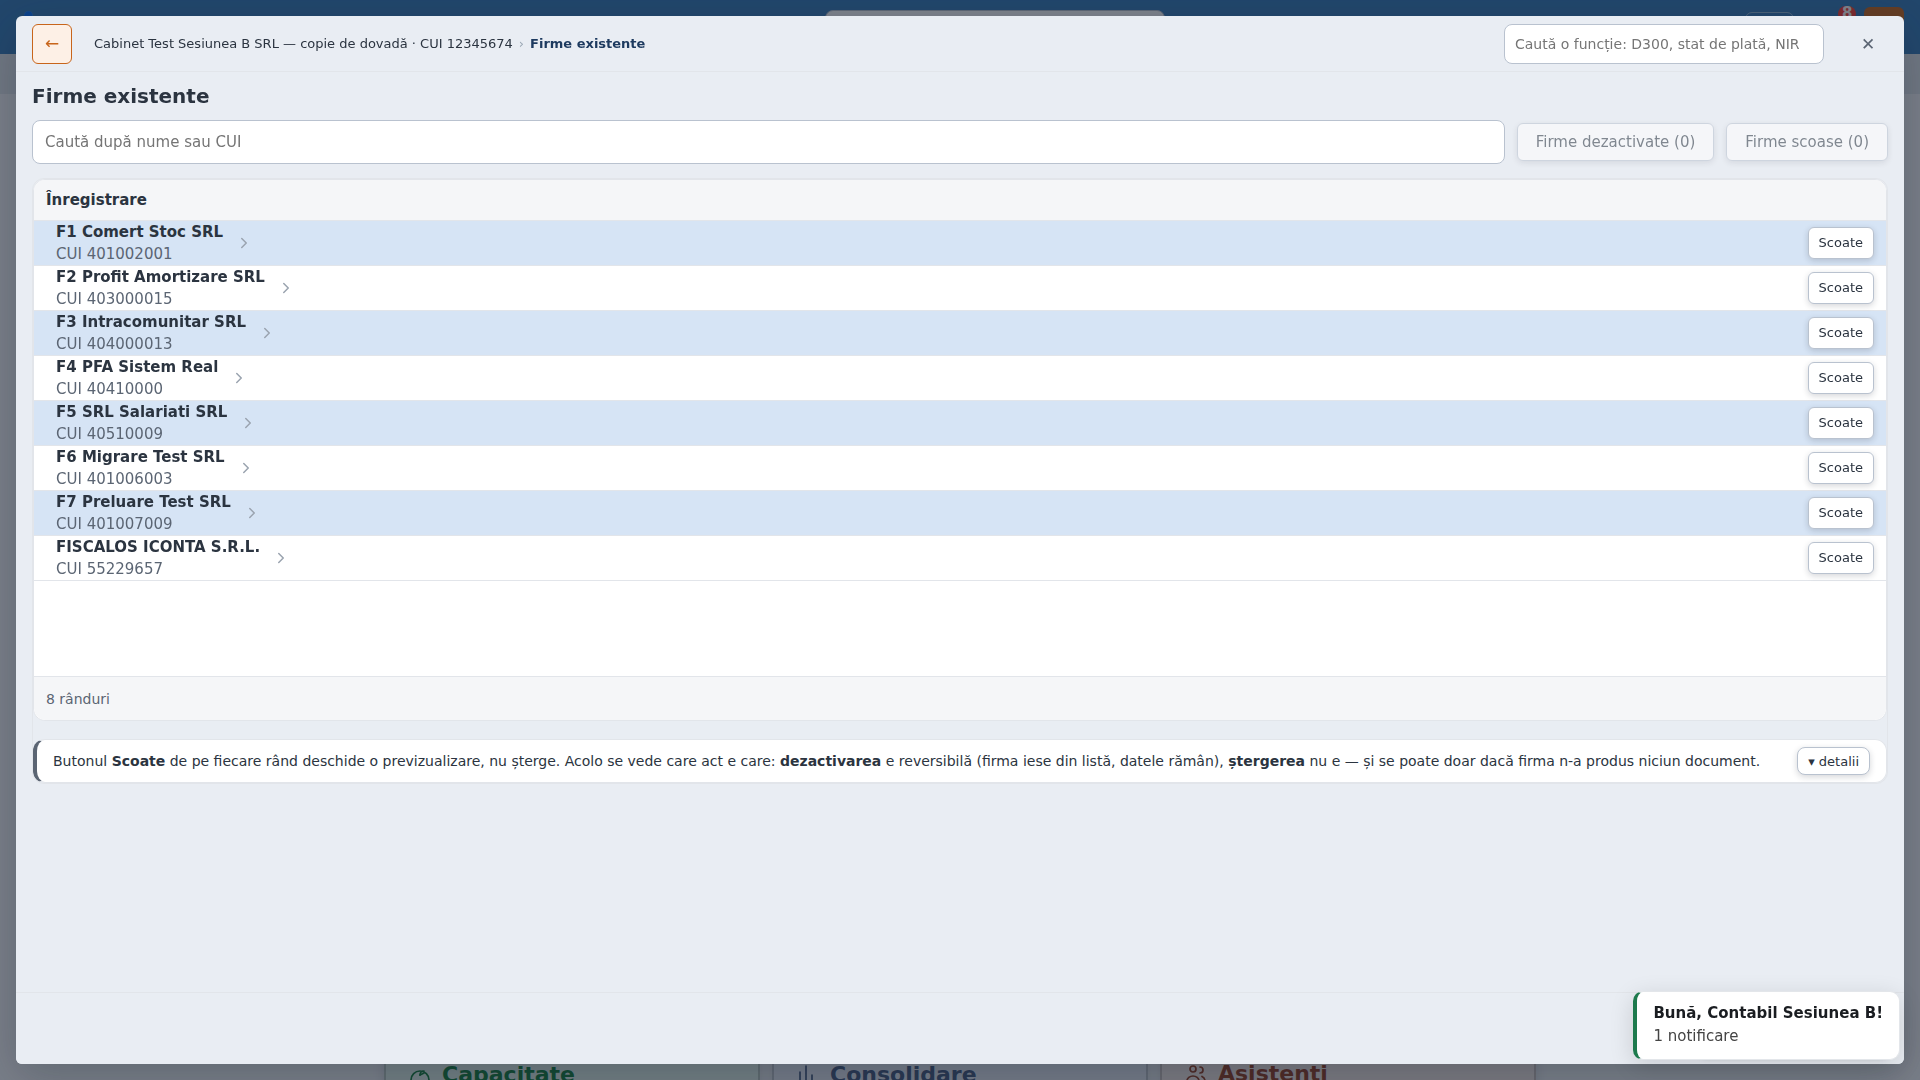 8
←
Cabinet Test Sesiunea B SRL — copie de dovadă · CUI 12345674 › Firme existente
Caută o funcție: D300, stat de plată, NIR
✕
Firme existente
Caută după nume sau CUI
Firme dezactivate (0)
Firme scoase (0)
Înregistrare
F1 Comert Stoc SRL
CUI 401002001
Scoate
F2 Profit Amortizare SRL
CUI 403000015
Scoate
F3 Intracomunitar SRL
CUI 404000013
Scoate
F4 PFA Sistem Real
CUI 40410000
Scoate
F5 SRL Salariati SRL
CUI 40510009
Scoate
F6 Migrare Test SRL
CUI 401006003
Scoate
F7 Preluare Test SRL
CUI 401007009
Scoate
FISCALOS ICONTA S.R.L.
CUI 55229657
Scoate
8 rânduri
Butonul Scoate de pe fiecare rând deschide o previzualizare, nu șterge. Acolo se vede care act e care: dezactivarea e reversibilă (firma iese din listă, datele rămân), ștergerea nu e — și se poate doar dacă firma n-a produs niciun document.
▾ detalii
Bună, Contabil Sesiunea B!
1 notificare
Capacitate
Consolidare
Asistenți